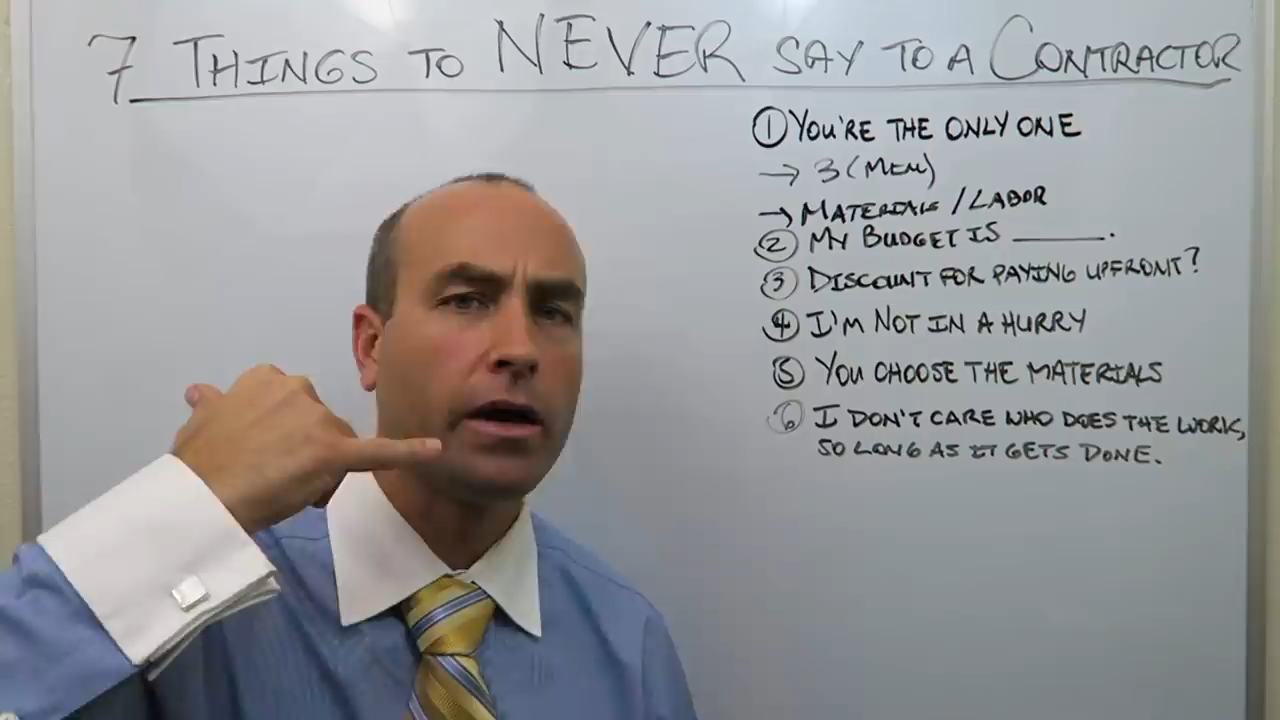 7 THINGS TO NEVER SAY TO A CONTRACTOR
① YOU'RE THE ONLY ONE
→ 3 (MEN)
→ MATERIALS / LABOR
② MY BUDGET IS ______.
③ DISCOUNT FOR PAYING UPFRONT?
④ I'M NOT IN A HURRY
⑤ YOU CHOOSE THE MATERIALS
⑥ I DON'T CARE WHO DOES THE WORK,
SO LONG AS IT GETS DONE.